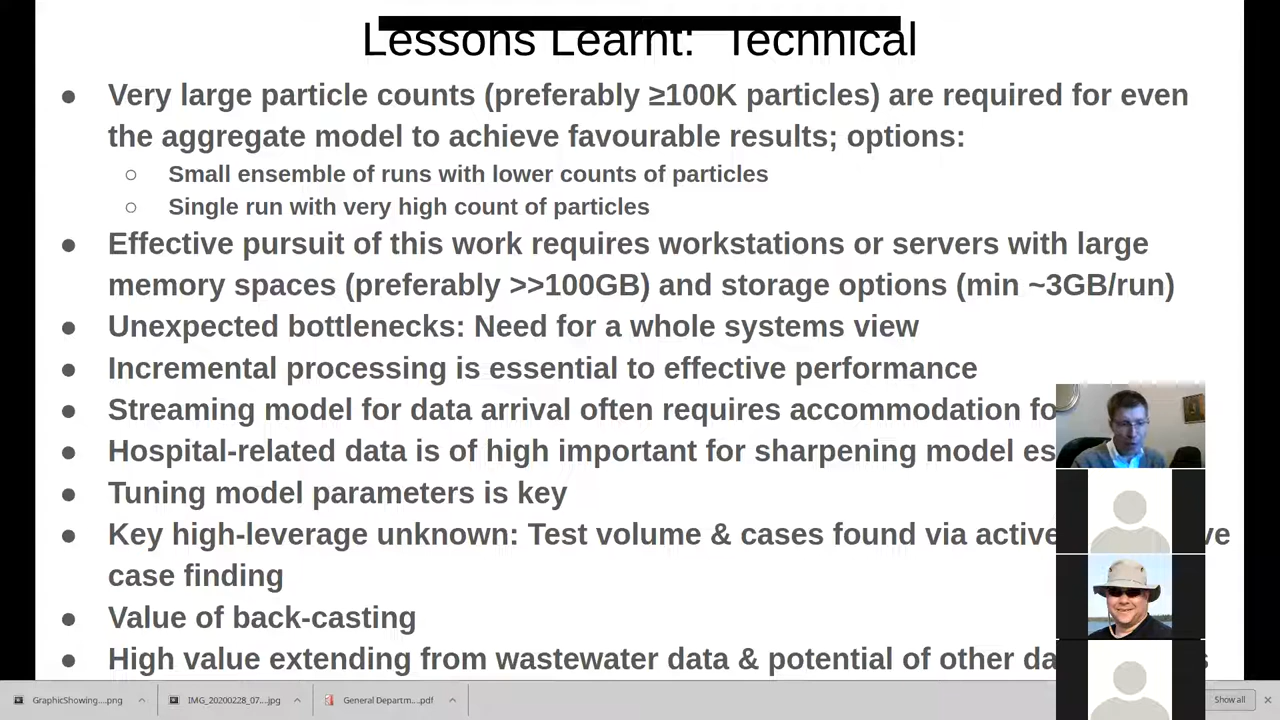 Lessons Learnt: Technical
● Very large particle counts (preferably ≥100K particles) are required for even
the aggregate model to achieve favourable results; options:
○ Small ensemble of runs with lower counts of particles
○ Single run with very high count of particles
● Effective pursuit of this work requires workstations or servers with large
memory spaces (preferably >>100GB) and storage options (min ~3GB/run)
● Unexpected bottlenecks: Need for a whole systems view
● Incremental processing is essential to effective performance
● Streaming model for data arrival often requires accommodation
● Hospital-related data is of high important for sharpening model
● Tuning model parameters is key
● Key high-leverage unknown: Test volume & cases found via active
case finding
● Value of back-casting
● High value extending from wastewater data & potential of other
GraphicShowing....png
IMG_20200228_07....jpg
General Departm....pdf
Show all